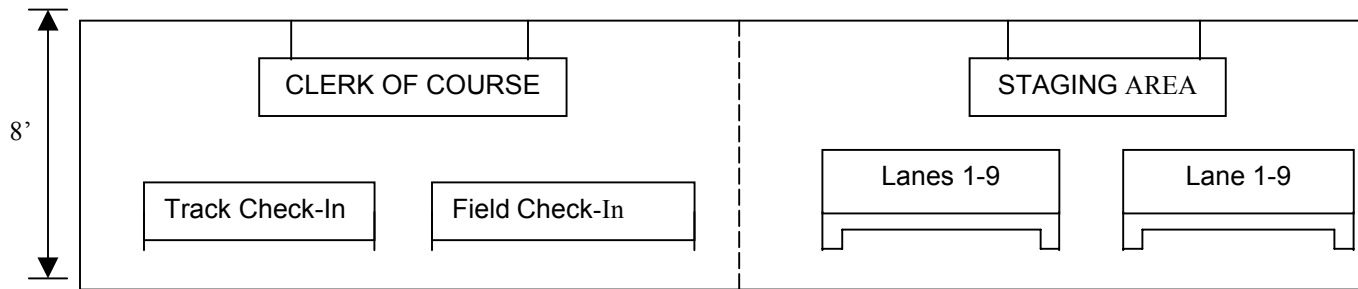 CLERK OF COURSE
STAGING AREA
8’
Track Check-In
Field Check-In
Lanes 1-9
Lane 1-9